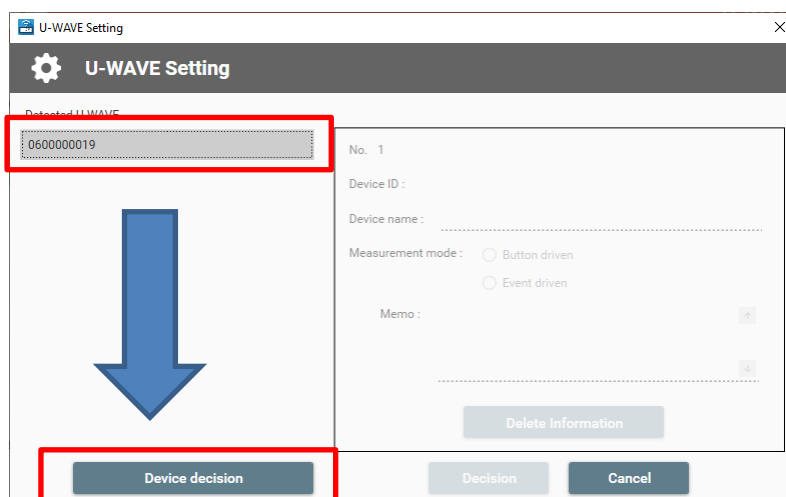 U-WAVE Setting
U-WAVE Setting
Detected U-WAVE
0600000019
No. 1
Device ID :
Device name :
Measurement mode :
Button driven
Event driven
Memo :
Delete Information
Device decision
Decision
Cancel